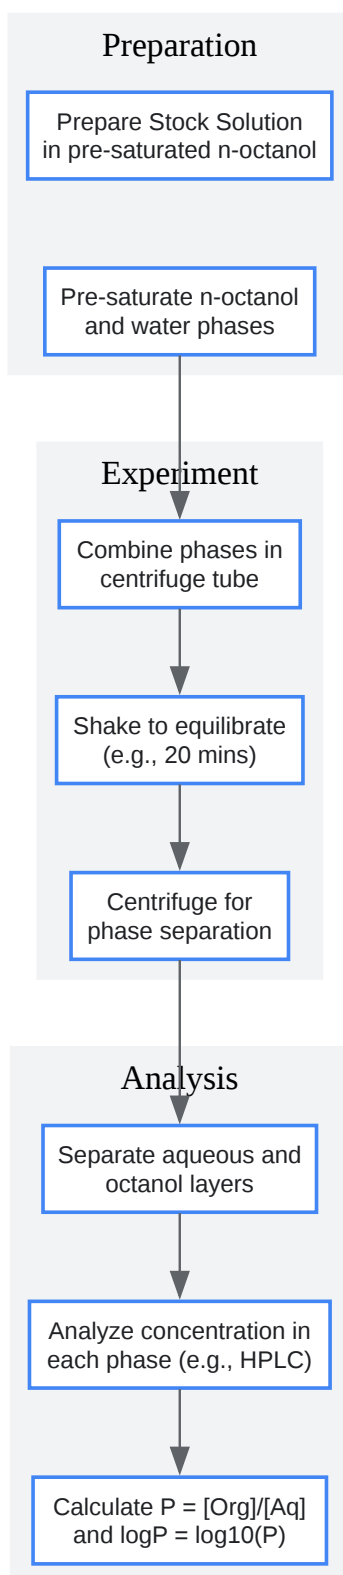 Preparation
Prepare Stock Solution
in pre-saturated n-octanol
Pre-saturate n-octanol
and water phases
Experiment
Combine phases in
centrifuge tube
Shake to equilibrate
(e.g., 20 mins)
Centrifuge for
phase separation
Analysis
Separate aqueous and
octanol layers
Analyze concentration in
each phase (e.g., HPLC)
Calculate P = [Org]/[Aq]
and logP = log10(P)